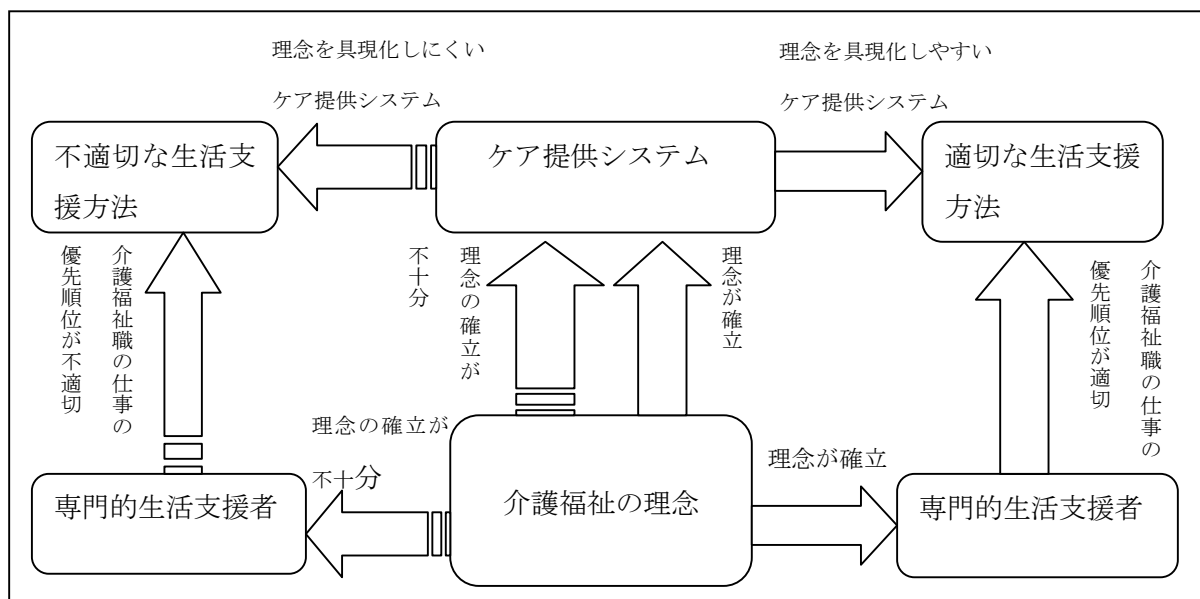 理念を具現化しにくい
ケア提供システム
理念を具現化しやすい
ケア提供システム
不適切な生活支
援方法
ケア提供システム
適切な生活支援
方法
介護福祉職の仕事の
優先順位が不適切
理念の確立が
不十分
理念が確立
介護福祉職の仕事の
優先順位が適切
理念の確立が
不十分
理念が確立
専門的生活支援者
介護福祉の理念
専門的生活支援者